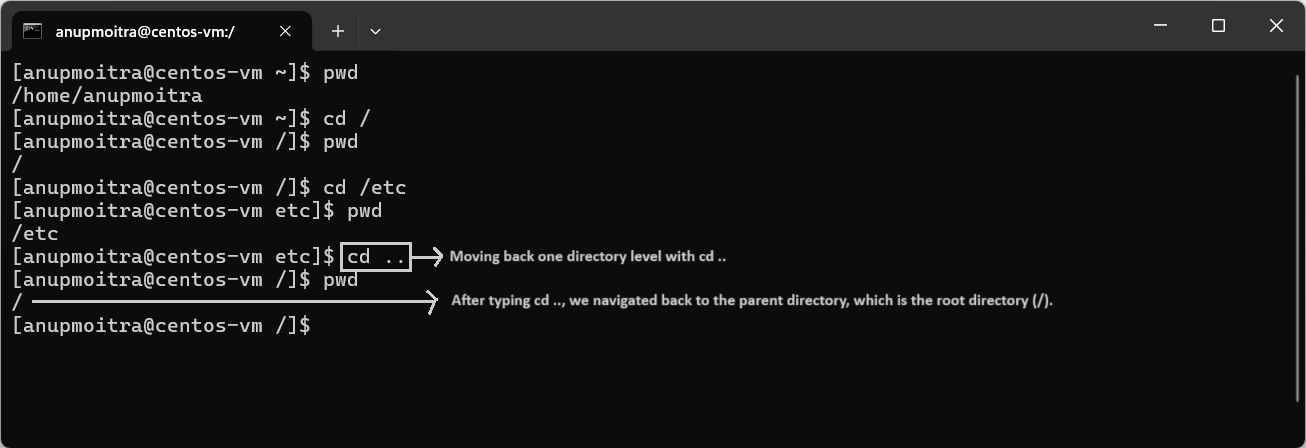 anupmoitra@centos-vm:/
[anupmoitra@centos-vm ~]$ pwd
/home/anupmoitra
[anupmoitra@centos-vm ~]$ cd /
[anupmoitra@centos-vm /]$ pwd
/
[anupmoitra@centos-vm /]$ cd /etc
[anupmoitra@centos-vm etc]$ pwd
/etc
[anupmoitra@centos-vm etc]$ cd .. Moving back one directory level with cd ..
[anupmoitra@centos-vm /]$ pwd
/ After typing cd .., we navigated back to the parent directory, which is the root directory (/).
[anupmoitra@centos-vm /]$